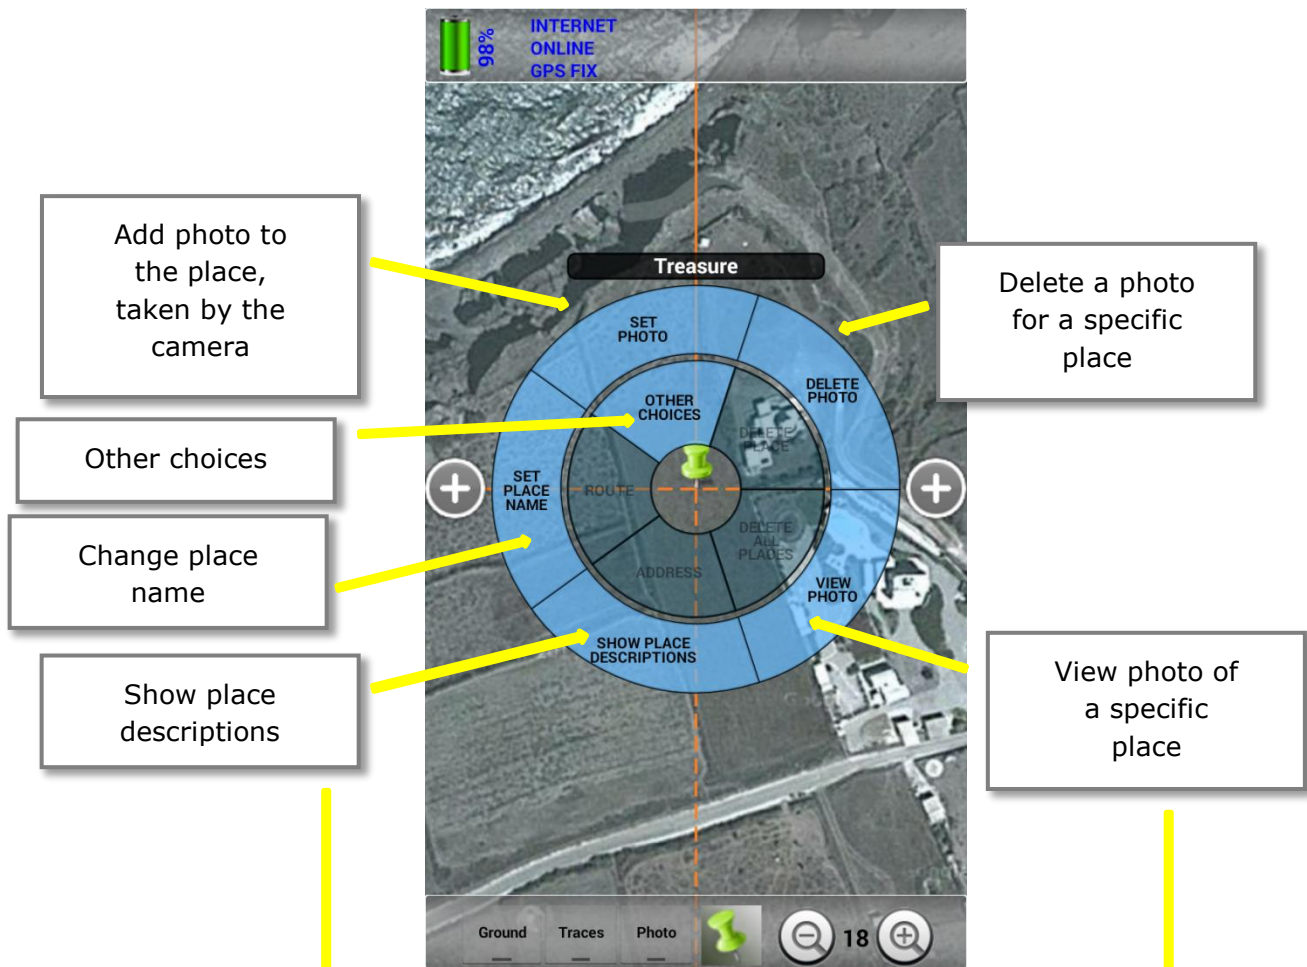 98%
INTERNET
ONLINE
GPS FIX
Add photo to
the place,
taken by the
camera
Treasure
Delete a photo
for a specific
place
SET
PHOTO
DELETE
PHOTO
OTHER
CHOICES
DELETE
PLACE
Other choices
SET
PLACE
NAME
ROUTE
DELETE
ALL
PLACES
Change place
name
ADDRESS
VIEW
PHOTO
SHOW PLACE
DESCRIPTIONS
Show place
descriptions
View photo of
a specific
place
Ground
Traces
Photo
18